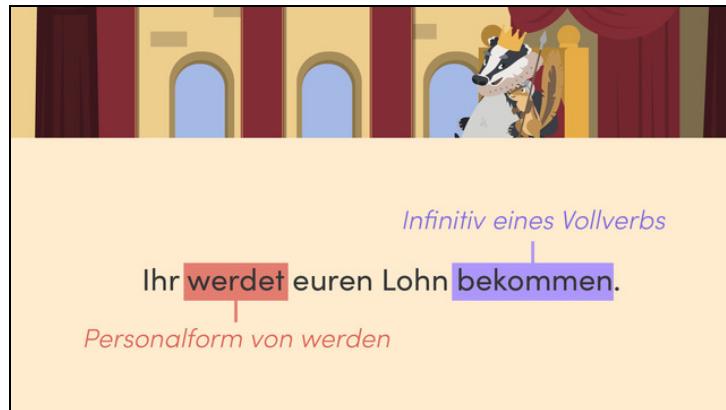 Infinitiv eines Vollverbs
Ihr werdet euren Lohn bekommen.
Personalform von werden